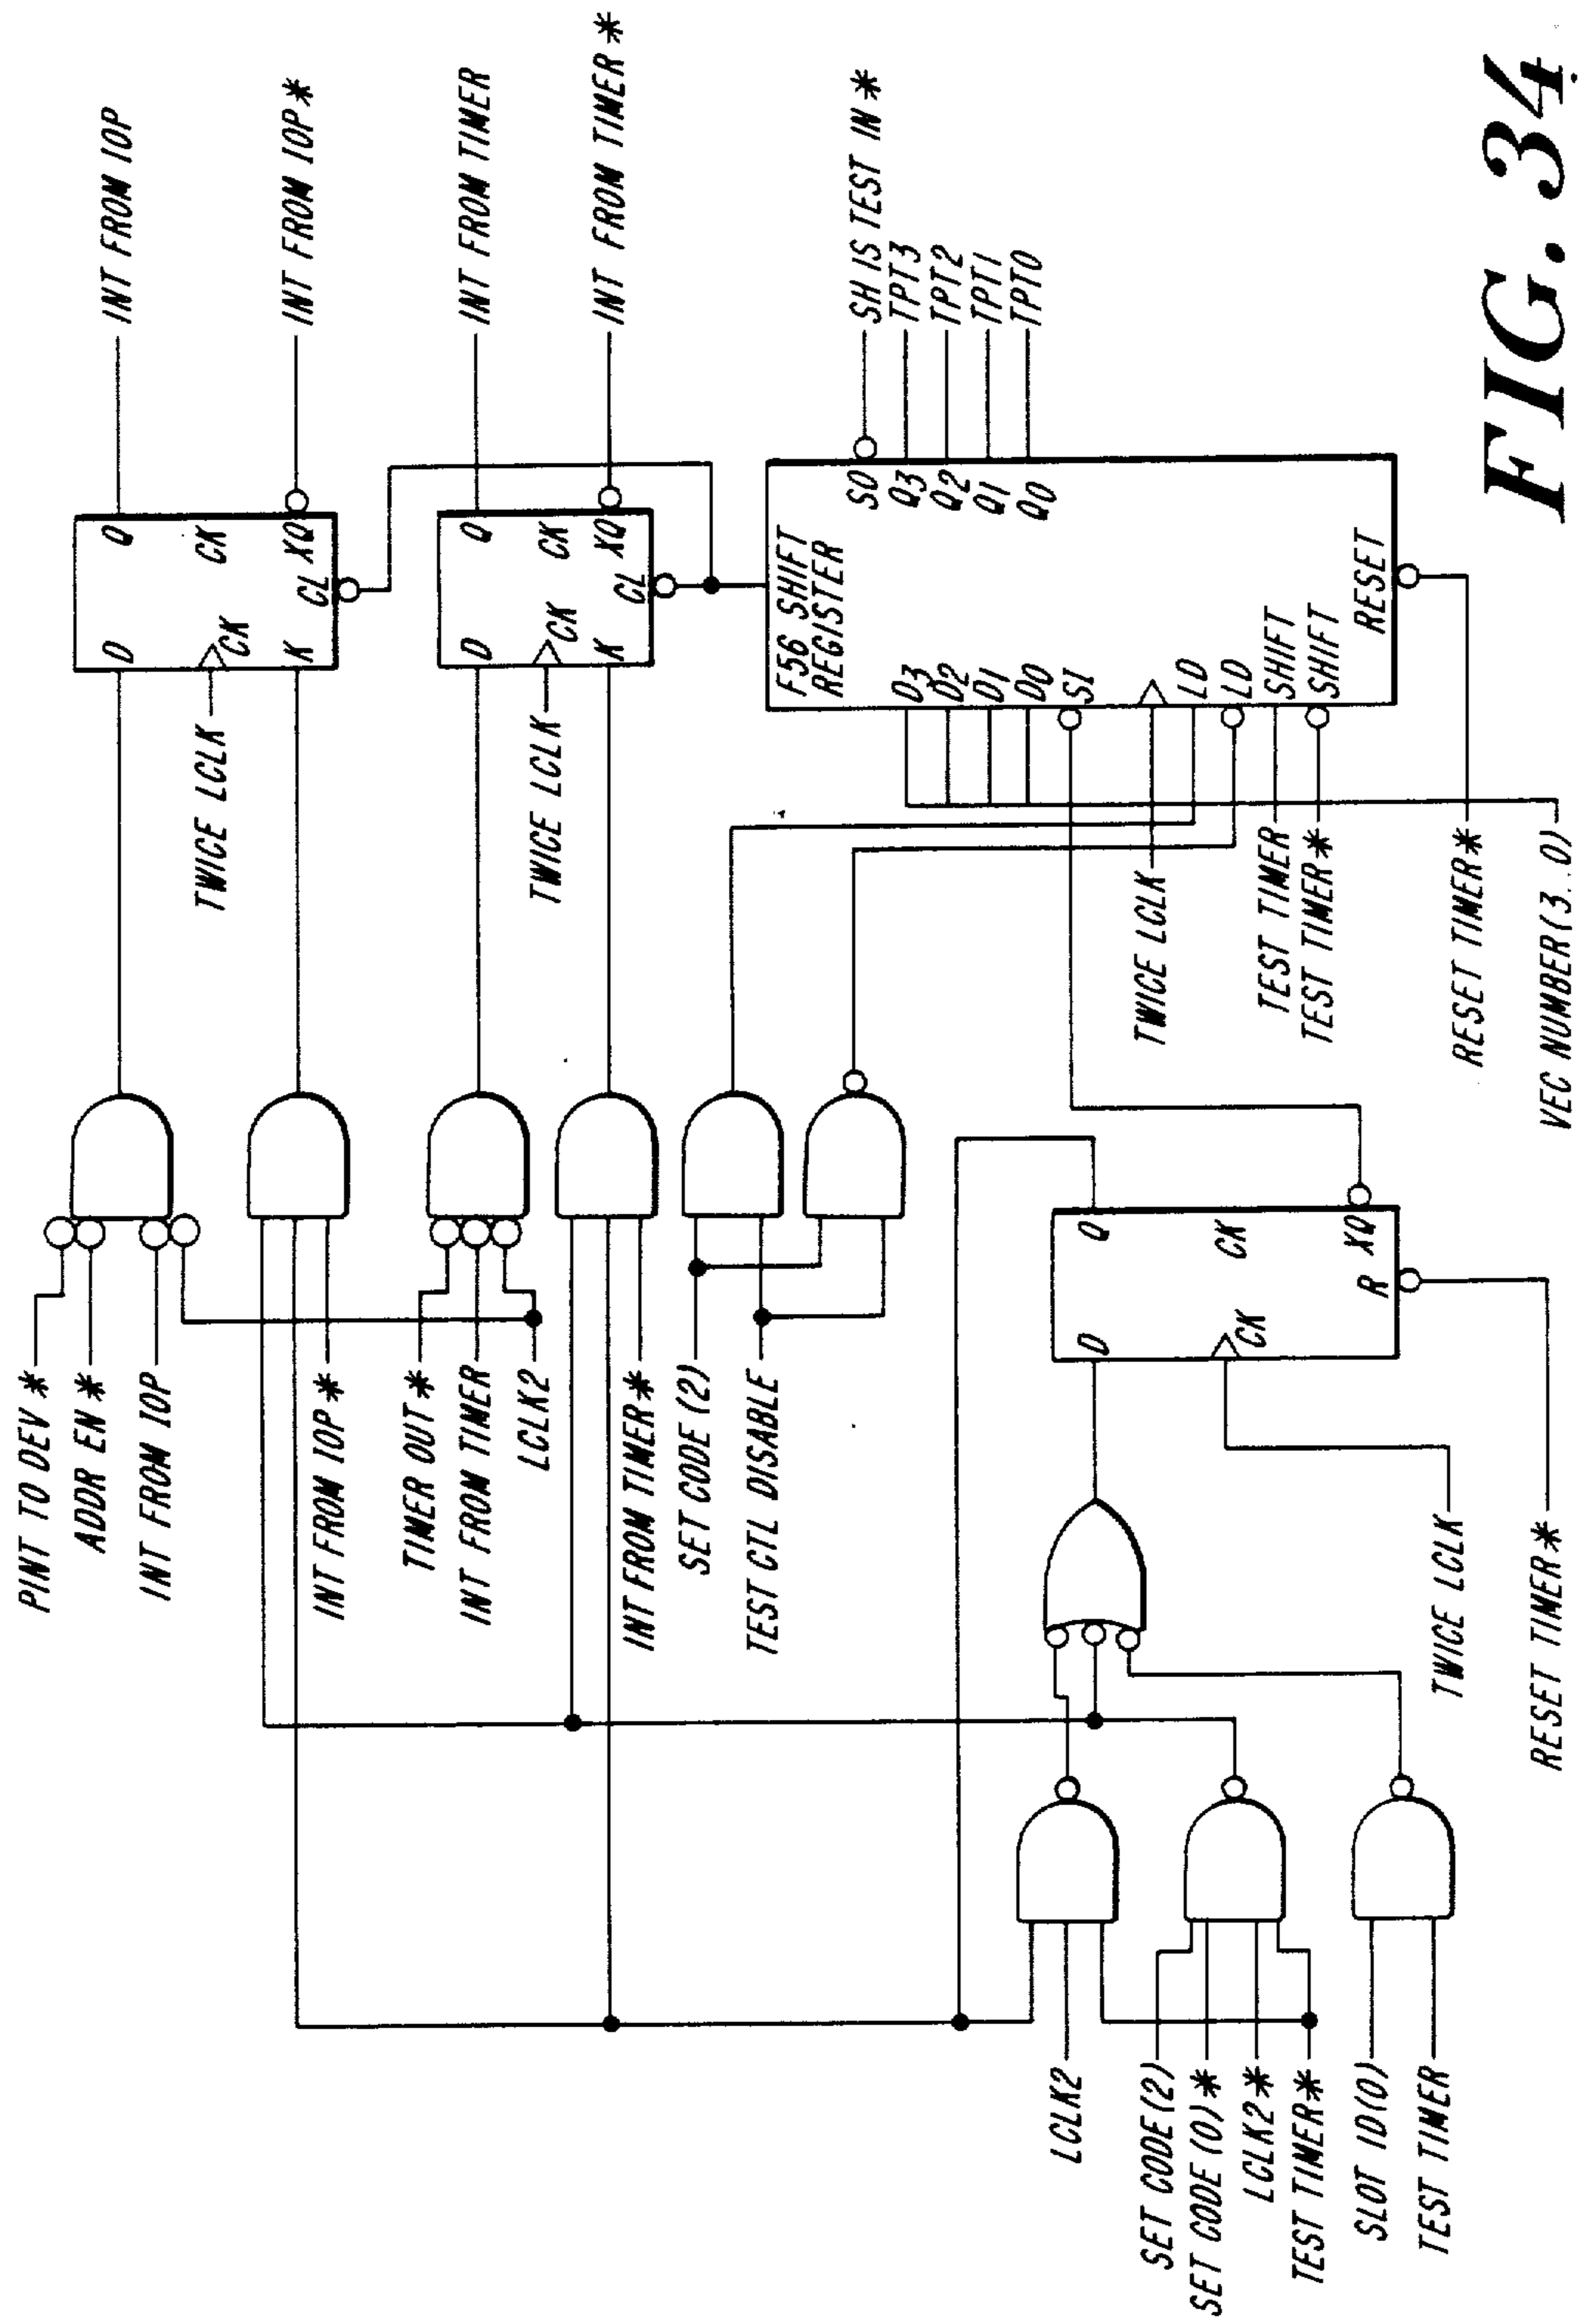 PINT TO DEV*
ADDR EN*
INT FROM IOP
INT FROM IOP*
TIMER OUT*
INT FROM TIMER
LCLK2
INT FROM TIMER*
SET CODE (2)
TEST CTL DISABLE
D
Q
CK
CK
K
XQ
CL
TWICE LCLK
INT FROM IOP
INT FROM IOP*
D
Q
CK
CK
K
XQ
CL
TWICE LCLK
INT FROM TIMER
INT FROM TIMER*
F56 SHIFT
REGISTER
D3
D2
D1
D0
SI
LD
LD
SHIFT
SHIFT
RESET
SO
Q3
Q2
Q1
Q0
SH IS TEST IN*
TPT3
TPT2
TPT1
TPT0
TWICE LCLK
TEST TIMER
TEST TIMER*
RESET TIMER*
VEC NUMBER(3..0)
D
Q
CK
CK
R
XQ
TWICE LCLK
RESET TIMER*
LCLK2
SET CODE(2)
SET CODE(0)*
LCLK2*
TEST TIMER*
SLOT ID(0)
TEST TIMER
FIG. 34